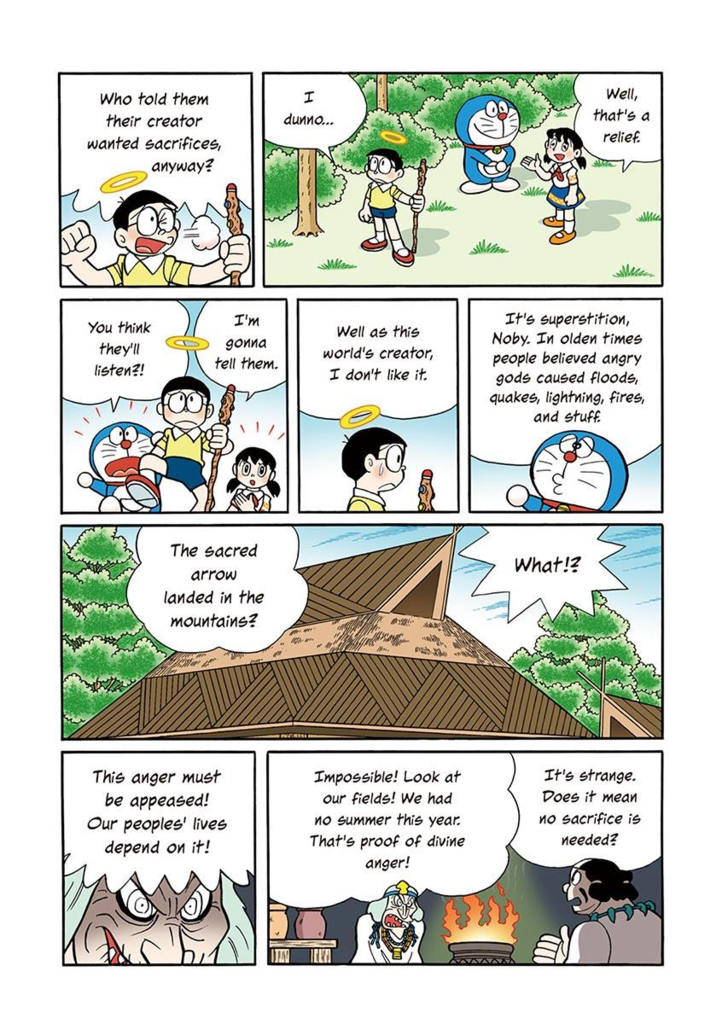 Well,
that's a
relief.
I
dunno...
Who told them
their creator
wanted sacrifices,
anyway?
It's superstition,
Noby. In olden times
people believed angry
gods caused floods,
quakes, lightning, fires,
and stuff.
Well as this
world's creator,
I don't like it.
I'm
gonna
tell them.
You think
they'll
listen?!
What!?
The sacred
arrow
landed in the
mountains?
It's strange.
Does it mean
no sacrifice is
needed?
Impossible! Look at
our fields! We had
no summer this year.
That's proof of divine
anger!
This anger must
be appeased!
Our peoples' lives
depend on it!